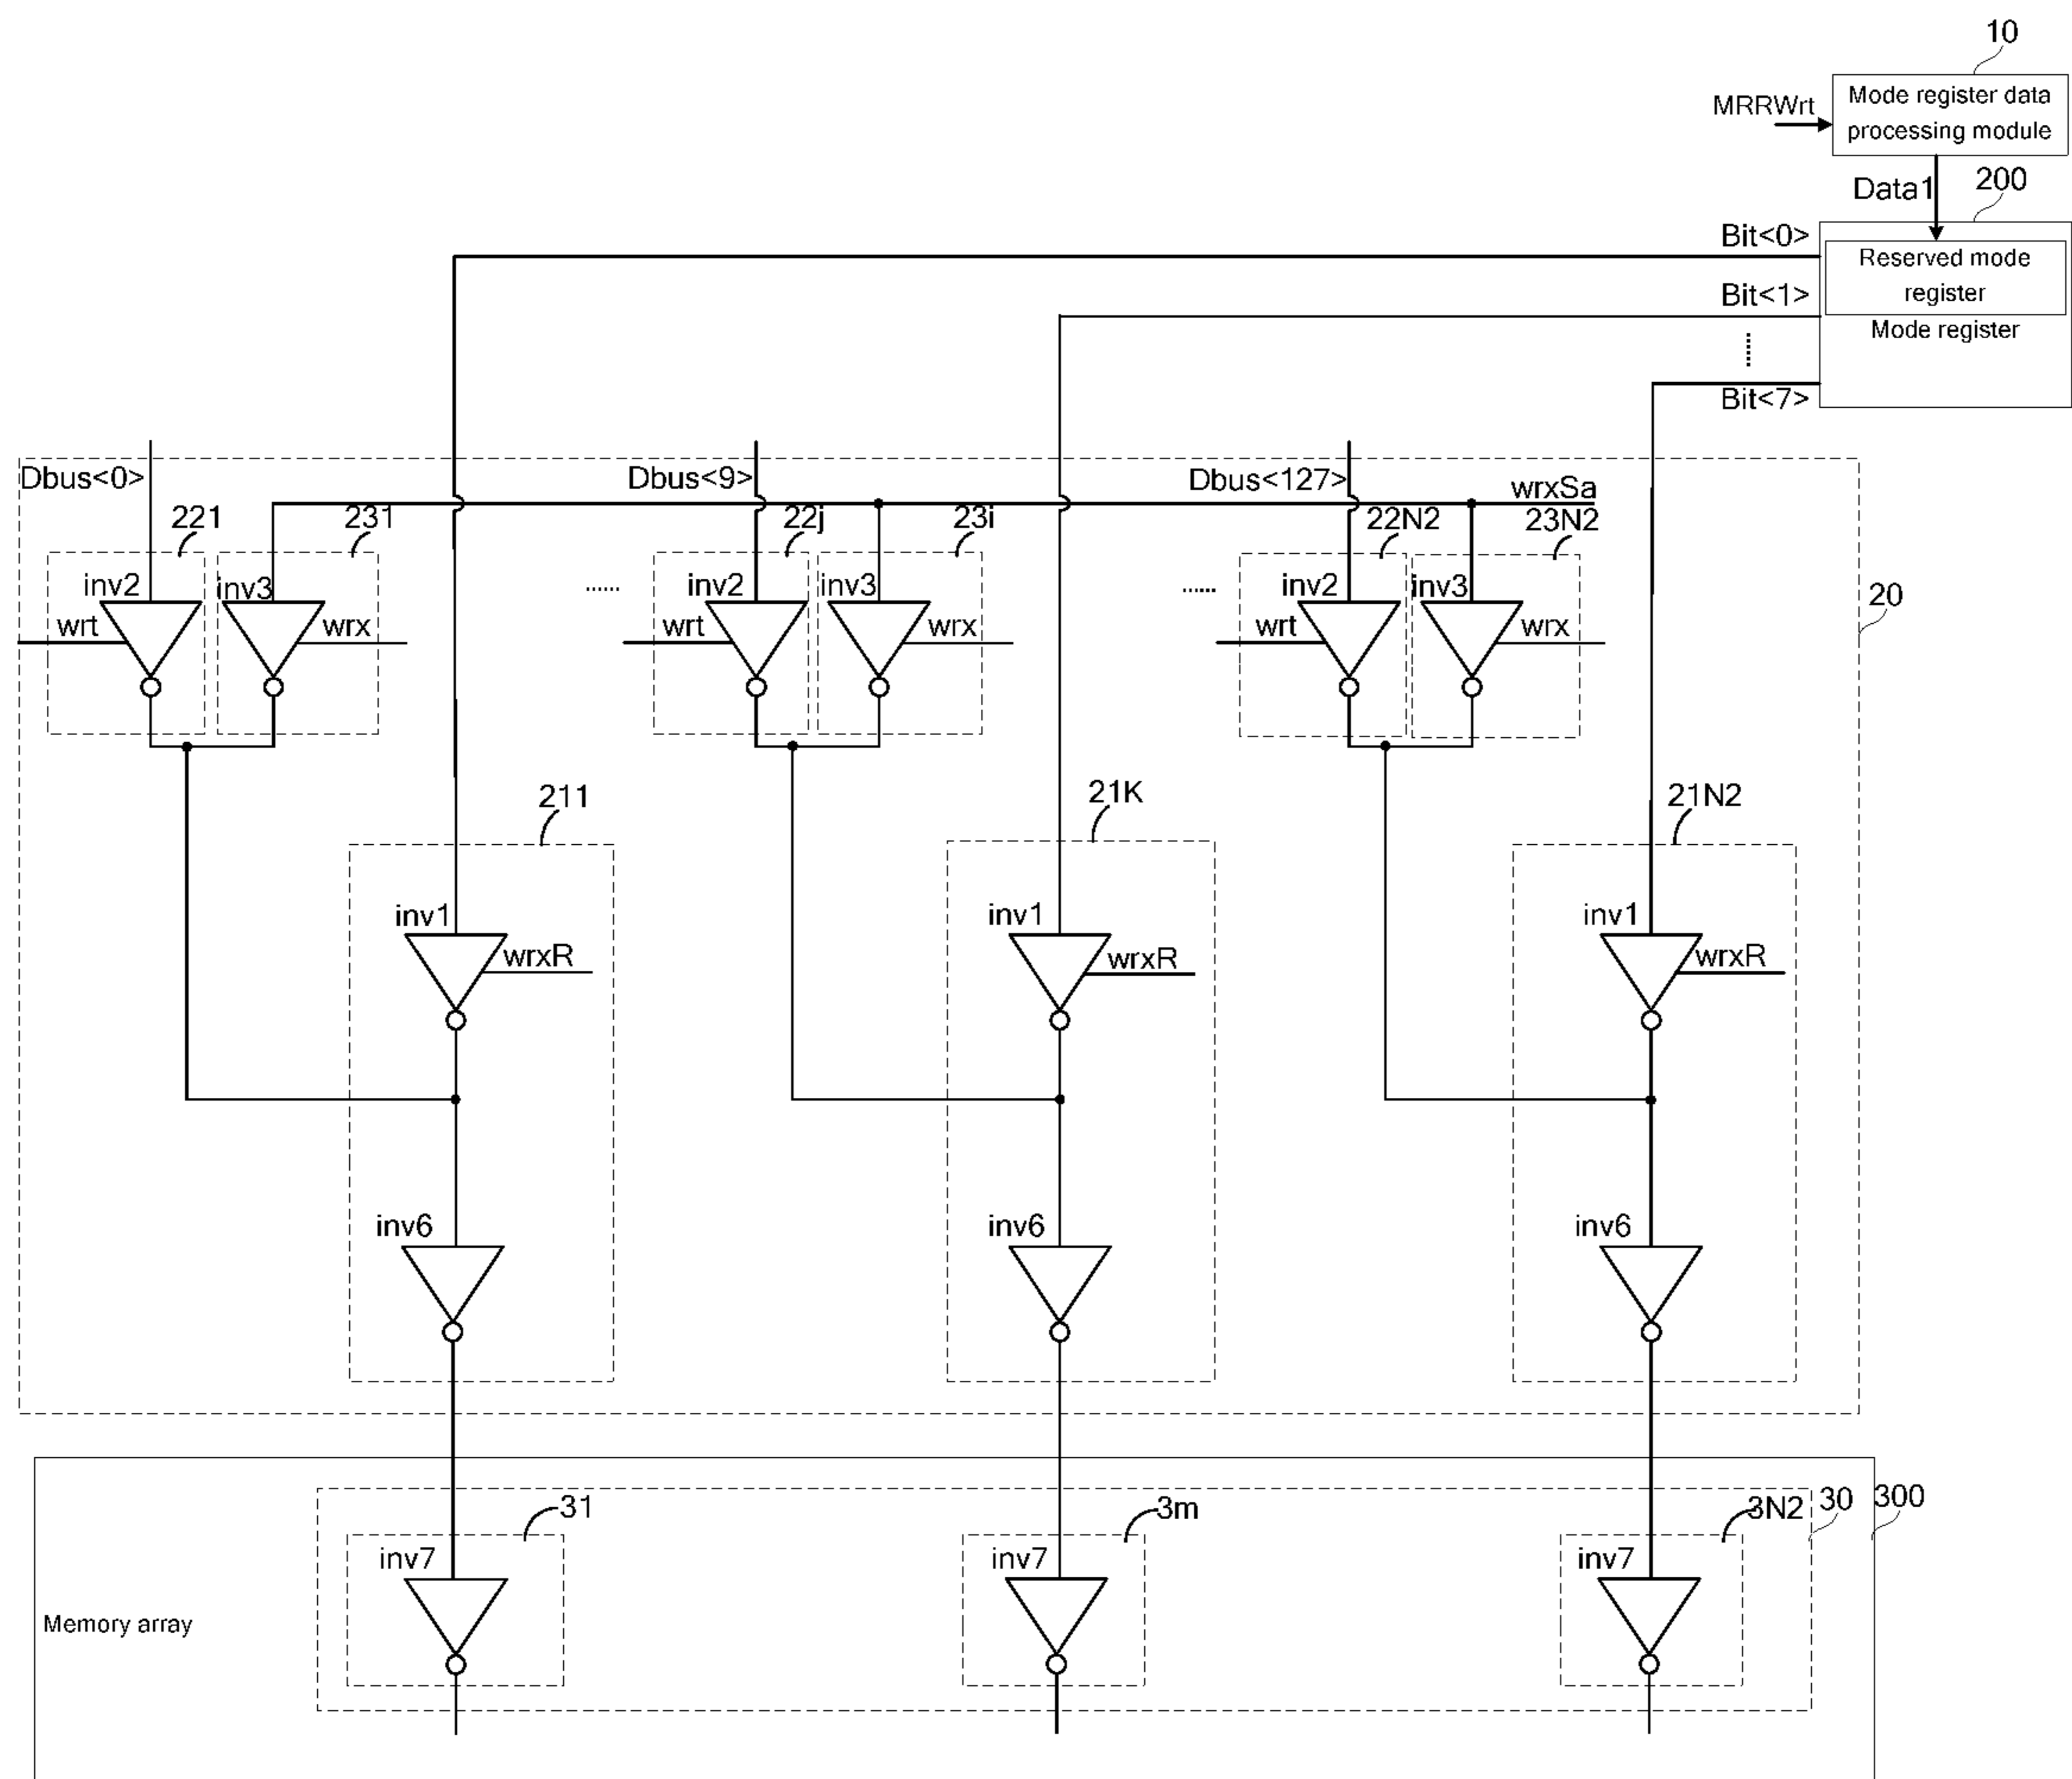 10
MRRWrt
Mode register data
processing module
Data1
200
Bit<0>
Reserved mode
register
Bit<1>
Mode register
Bit<7>
Dbus<0>
Dbus<9>
Dbus<127>
wrxSa
221
231
22j
23i
22N2
23N2
inv2
inv3
......
inv2
inv3
......
inv2
inv3
20
wrt
wrx
wrt
wrx
wrt
wrx
211
21K
21N2
inv1
inv1
inv1
wrxR
wrxR
wrxR
inv6
inv6
inv6
31
3m
3N2
30
300
inv7
inv7
inv7
Memory array